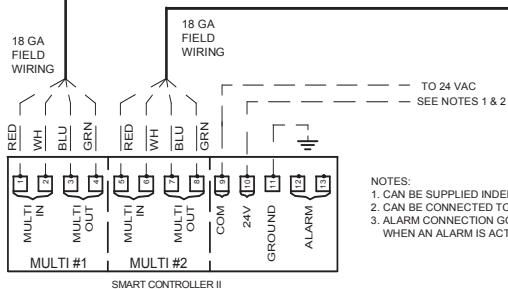 18 GA
FIELD
WIRING
18 GA
FIELD
WIRING
TO 24 VAC
SEE NOTES 1 & 2
RED
WH
BLU
GRN
RED
WH
BLU
GRN
1
2
3
4
5
6
7
8
9
10
11
12
13
MULTI
IN
MULTI
OUT
MULTI
IN
MULTI
OUT
COM
24V
GROUND
ALARM
MULTI #1
MULTI #2
SMART CONTROLLER II
NOTES:
1. CAN BE SUPPLIED
2. CAN BE CONNECTED TO
3. ALARM CONNECTION
WHEN AN ALARM IS